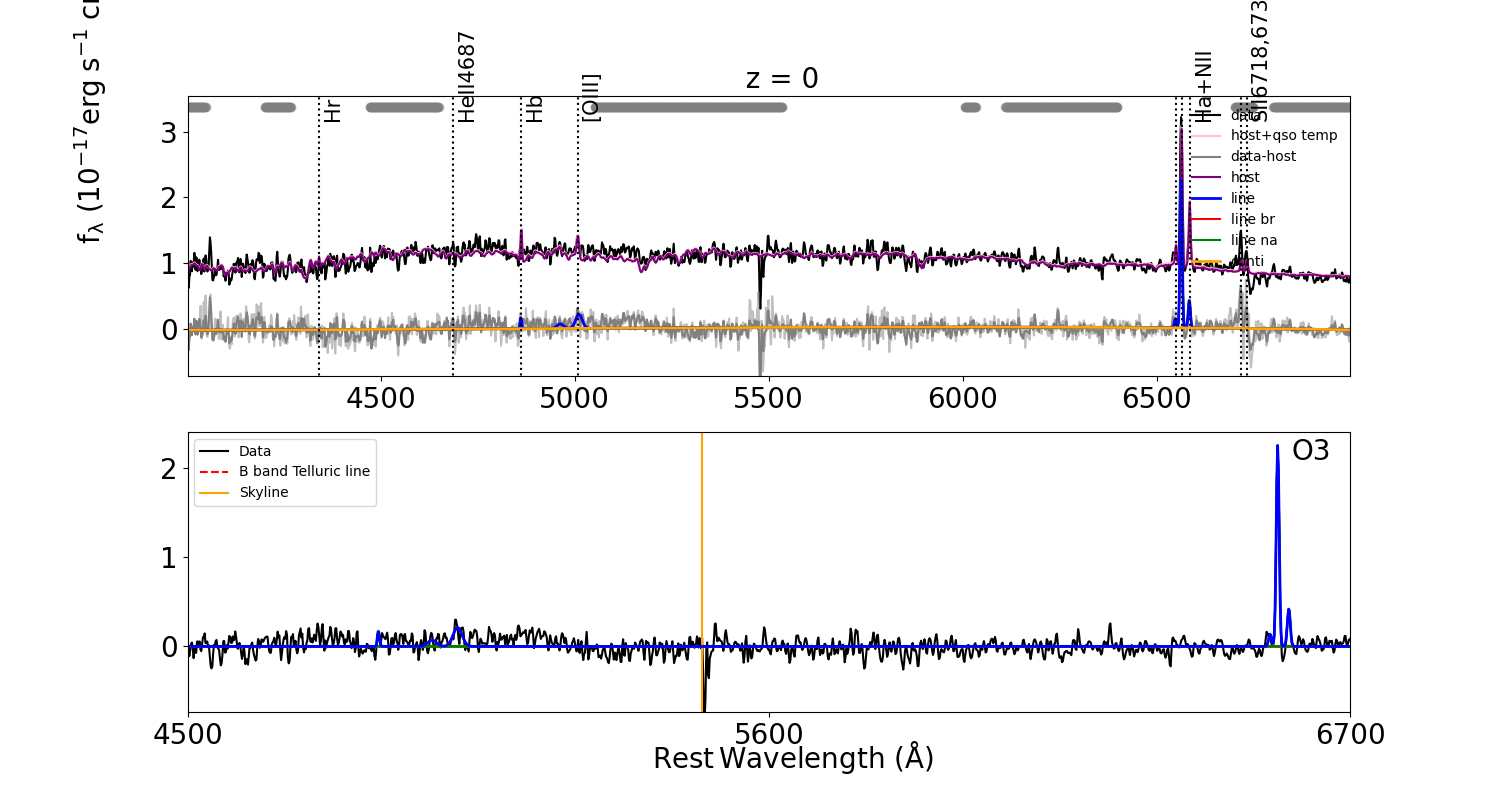 z = 0
f_λ (10^−17 erg s^−1 c
Hr
HeII4687
Hb
[OIII]
Ha+NII
SII6718,673
data
host+qso temp
data-host
host
line
line br
line na
conti
3
2
1
0
4500 5000 5500 6000 6500
Data
B band Telluric line
Skyline
O3
2
1
0
4500 5600 6700
Rest Wavelength (Å)